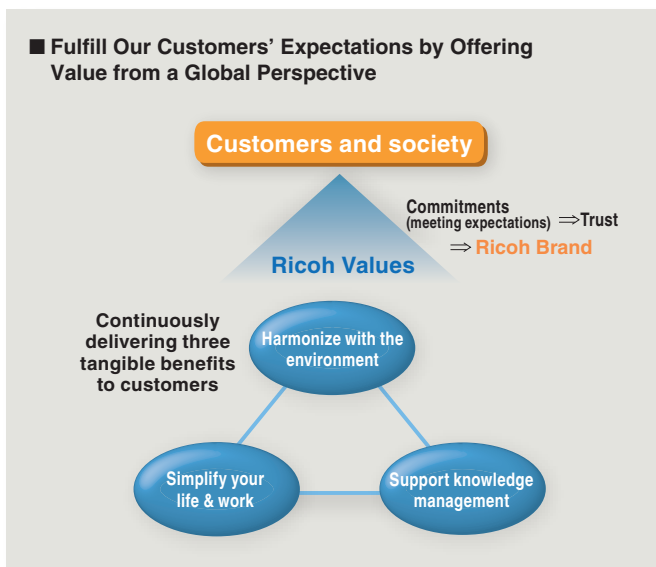 ■ Fulfill Our Customers’ Expectations by Offering
Value from a Global Perspective
Customers and society
Commitments
(meeting expectations) ⇒Trust
⇒ Ricoh Brand
Ricoh Values
Continuously
delivering three
tangible benefits
to customers
Harmonize with the
environment
Simplify your
life & work
Support knowledge
management